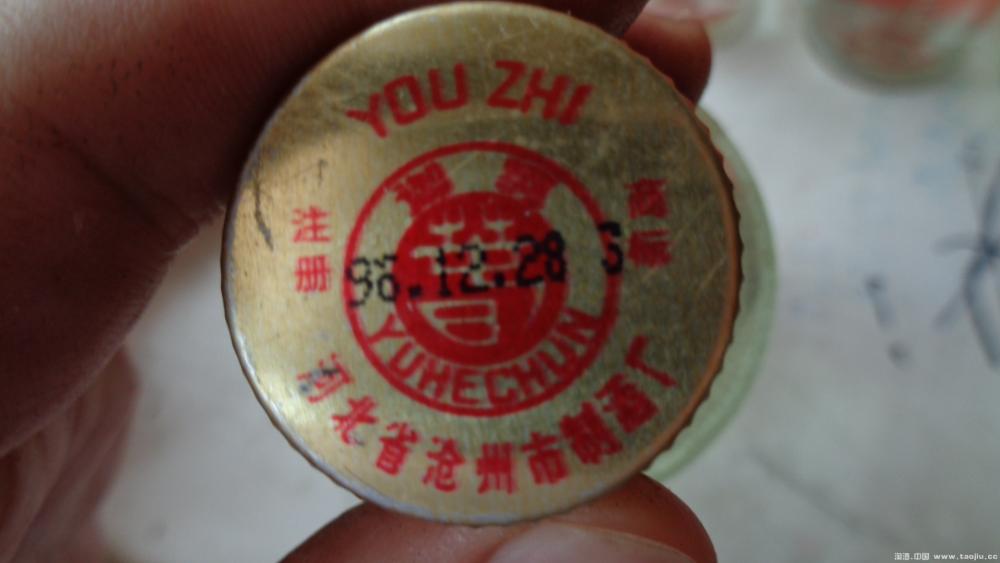 YOU ZHI
注册
商标
98.12.28 S
YUHECHUN
河北省沧州市制酒厂
淘酒.中国 www.taojiu.cc